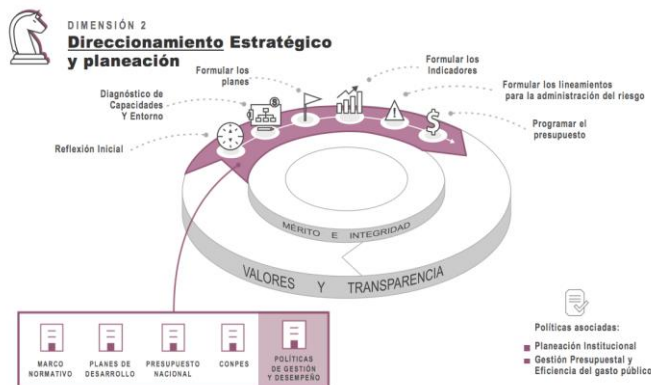 DIMENSIÓN 2
Direccionamiento Estratégico
y planeación
Reflexión Inicial
Diagnóstico de
Capacidades
Y Entorno
Formular los
planes
Formular los
Indicadores
Formular los lineamientos
para la administración del riesgo
Programar el
presupuesto
MÉRITO E INTEGRIDAD
VALORES Y TRANSPARENCIA
MARCO
NORMATIVO
PLANES DE
DESARROLLO
PRESUPUESTO
NACIONAL
CONPES
POLÍTICAS
DE GESTIÓN
Y DESEMPEÑO
Políticas asociadas:
Planeación Institucional
Gestión Presupuestal y
Eficiencia del gasto público